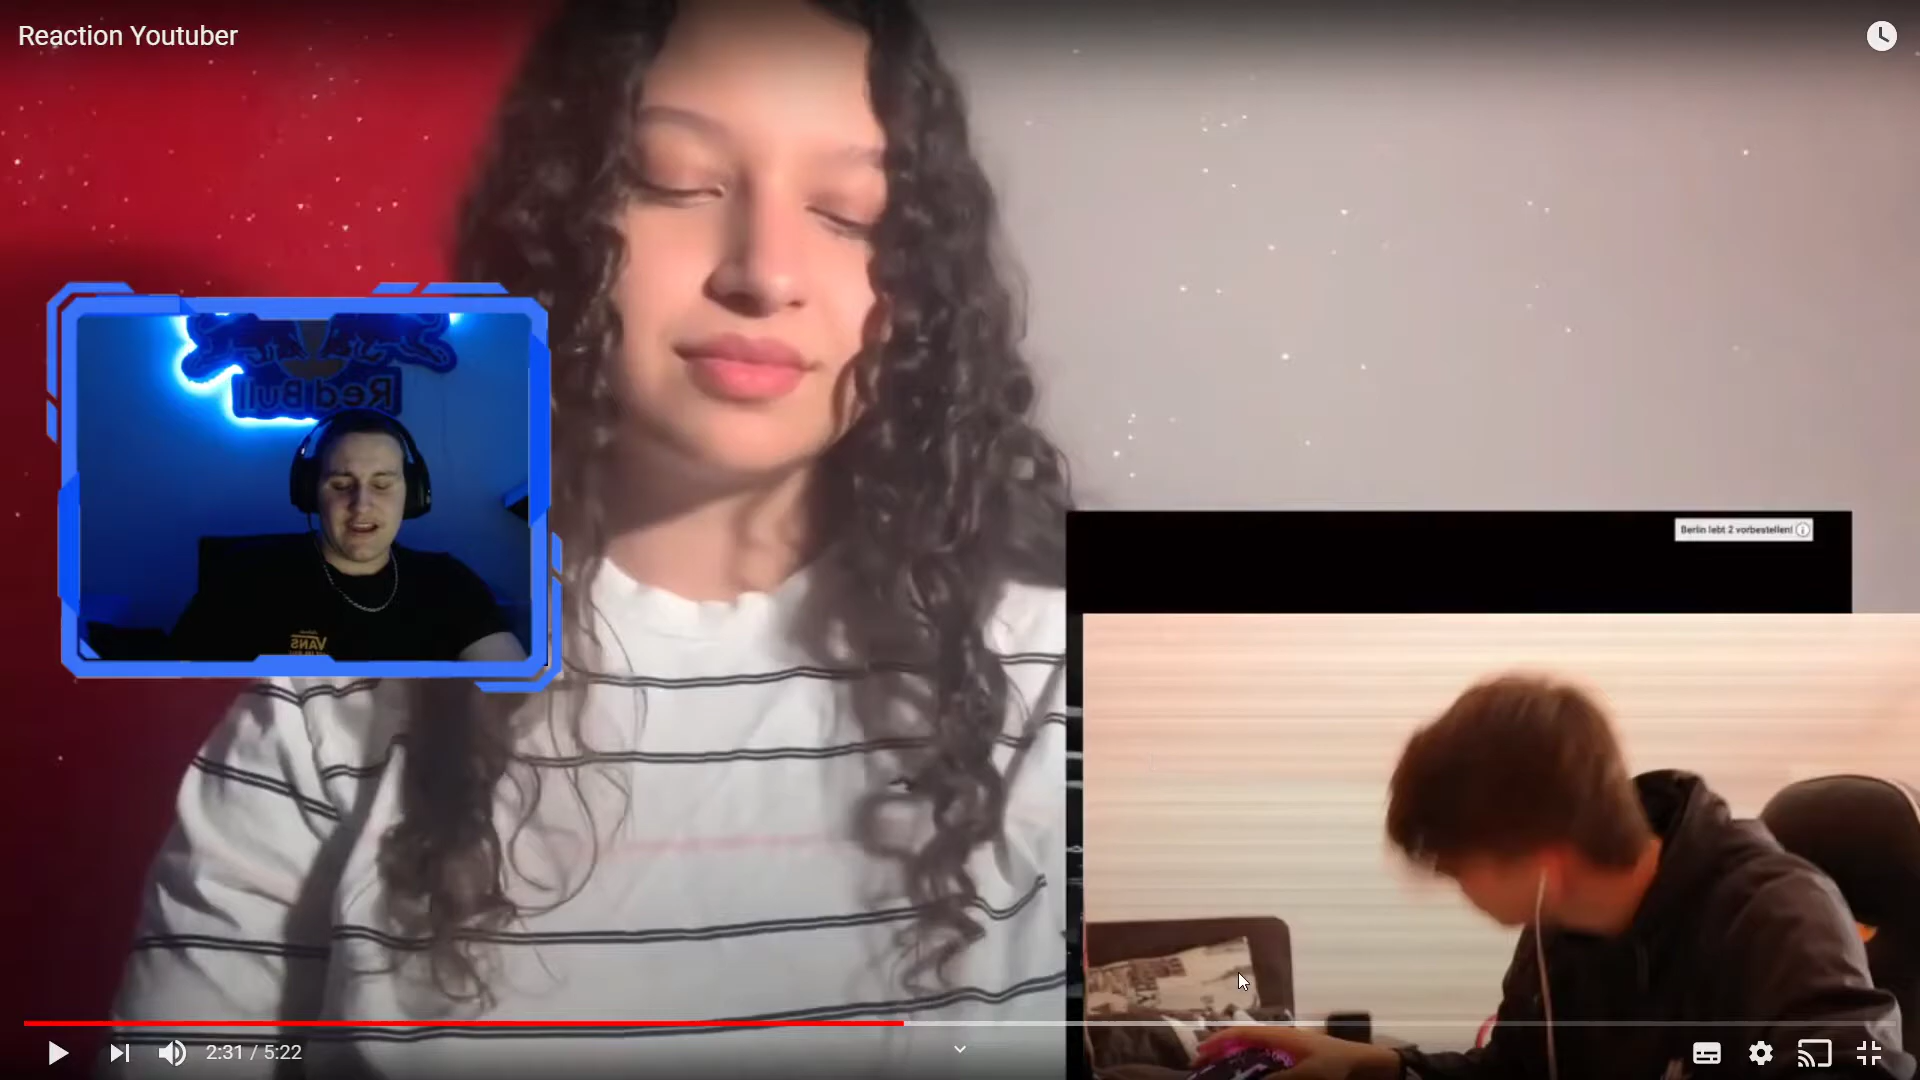 Reaction Youtuber
Red Bull
Berlin lebt 2 vorbestellen!
VANS
2:31 / 5:22